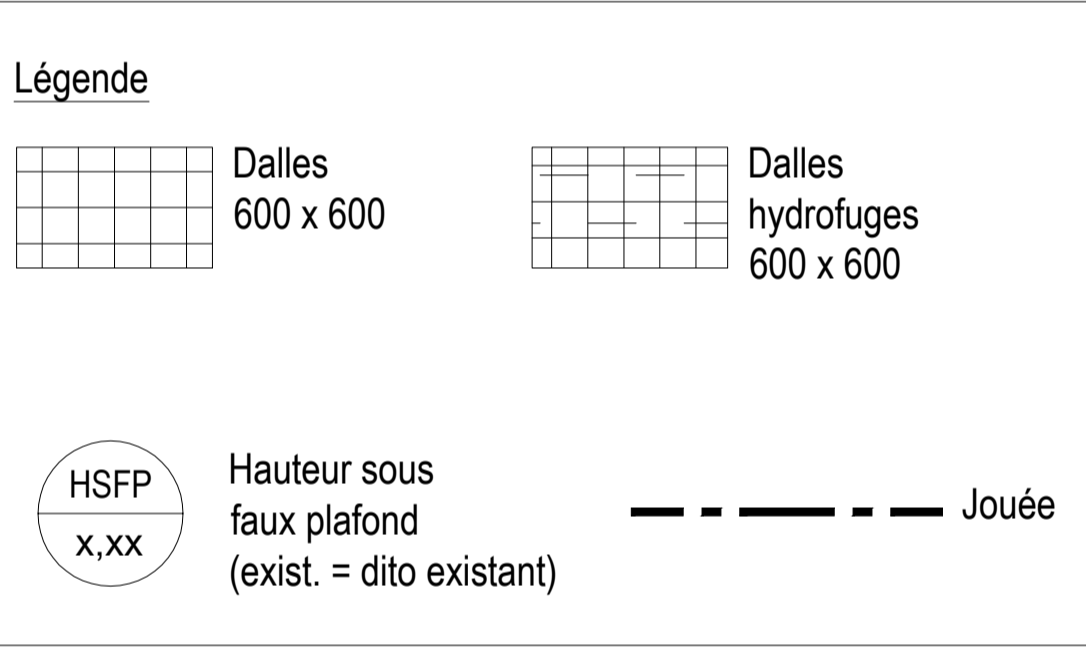 Légende
Dalles
600 x 600
Dalles
hydrofuges
600 x 600
HSFP
x,xx
Hauteur sous
faux plafond
(exist. = dito existant)
Jouée